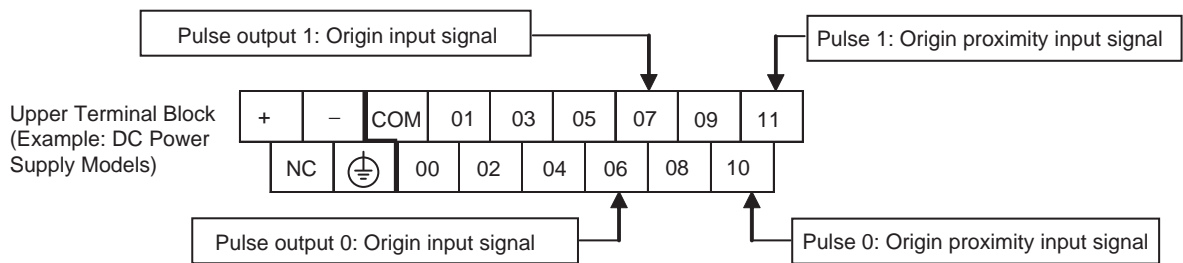 Pulse output 1: Origin input signal
Pulse 1: Origin proximity input signal
Upper Terminal Block
(Example: DC Power
Supply Models)
+ − COM 01 03 05 07 09 11
NC 00 02 04 06 08 10
Pulse output 0: Origin input signal
Pulse 0: Origin proximity input signal